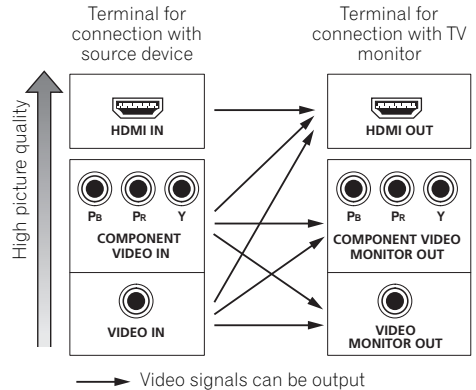 Terminal for
connection with
source device
Terminal for
connection with TV
monitor
High picture quality
HDMI IN
HDMI OUT
PB PR Y
COMPONENT
VIDEO IN
PB PR Y
COMPONENT VIDEO
MONITOR OUT
VIDEO IN
VIDEO
MONITOR OUT
Video signals can be output